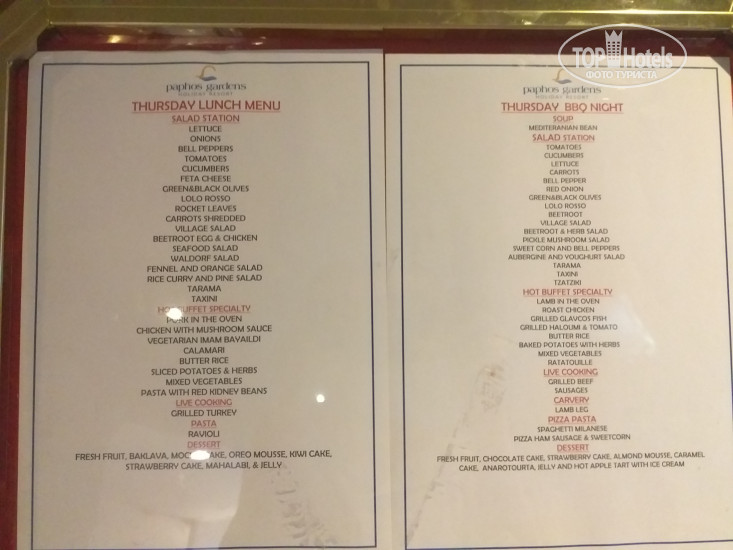 paphos gardens
HOLIDAY RESORT
THURSDAY LUNCH MENU
SALAD STATION
LETTUCE
ONIONS
BELL PEPPERS
TOMATOES
CUCUMBERS
FETA CHEESE
GREEN&BLACK OLIVES
LOLO ROSSO
ROCKET LEAVES
CARROTS SHREDDED
VILLAGE SALAD
BEETROOT EGG & CHICKEN
SEAFOOD SALAD
WALDORF SALAD
FENNEL AND ORANGE SALAD
RICE CURRY AND PINE SALAD
TARAMA
TAXINI
HOT BUFFET SPECIALTY
PORK IN THE OVEN
CHICKEN WITH MUSHROOM SAUCE
VEGETARIAN IMAM BAYAILDI
CALAMARI
BUTTER RICE
SLICED POTATOES & HERBS
MIXED VEGETABLES
PASTA WITH RED KIDNEY BEANS
LIVE COOKING
GRILLED TURKEY
PASTA
RAVIOLI
DESSERT
FRESH FRUIT, BAKLAVA, CAKE, OREO MOUSSE, KIWI CAKE,
STRAWBERRY CAKE, MAHALABI, & JELLY
TOP Hotels
ФОТО ТУРИСТА
paphos gardens
HOLIDAY RESORT
THURSDAY BBQ NIGHT
SOUP
MEDITERANIAN BEAN
SALAD STATION
TOMATOES
CUCUMBERS
LETTUCE
CARROTS
BELL PEPPER
RED ONION
GREEN&BLACK OLIVES
LOLO ROSSO
BEETROOT
VILLAGE SALAD
BEETROOT & HERB SALAD
PICKLE MUSHROOM SALAD
SWEET CORN AND BELL PEPPERS
AUBERGINE AND YOUGHURT SALAD
TARAMA
TAXINI
TZATZIKI
HOT BUFFET SPECIALTY
LAMB IN THE OVEN
ROAST CHICKEN
GRILLED GLAVCOS FISH
GRILLED HALOUMI & TOMATO
BUTTER RICE
BAKED POTATOES WITH HERBS
MIXED VEGETABLES
RATATOUILLE
LIVE COOKING
GRILLED BEEF
SAUSAGES
CARVERY
LAMB LEG
PIZZA PASTA
SPAGHETTI MILANESE
PIZZA HAM SAUSAGE & SWEETCORN
DESSERT
FRESH FRUIT, CHOCOLATE CAKE, STRAWBERRY CAKE, ALMOND MOUSSE, CARAMEL
CAKE, ANAROTOURTA, JELLY AND HOT APPLE TART WITH ICE CREAM